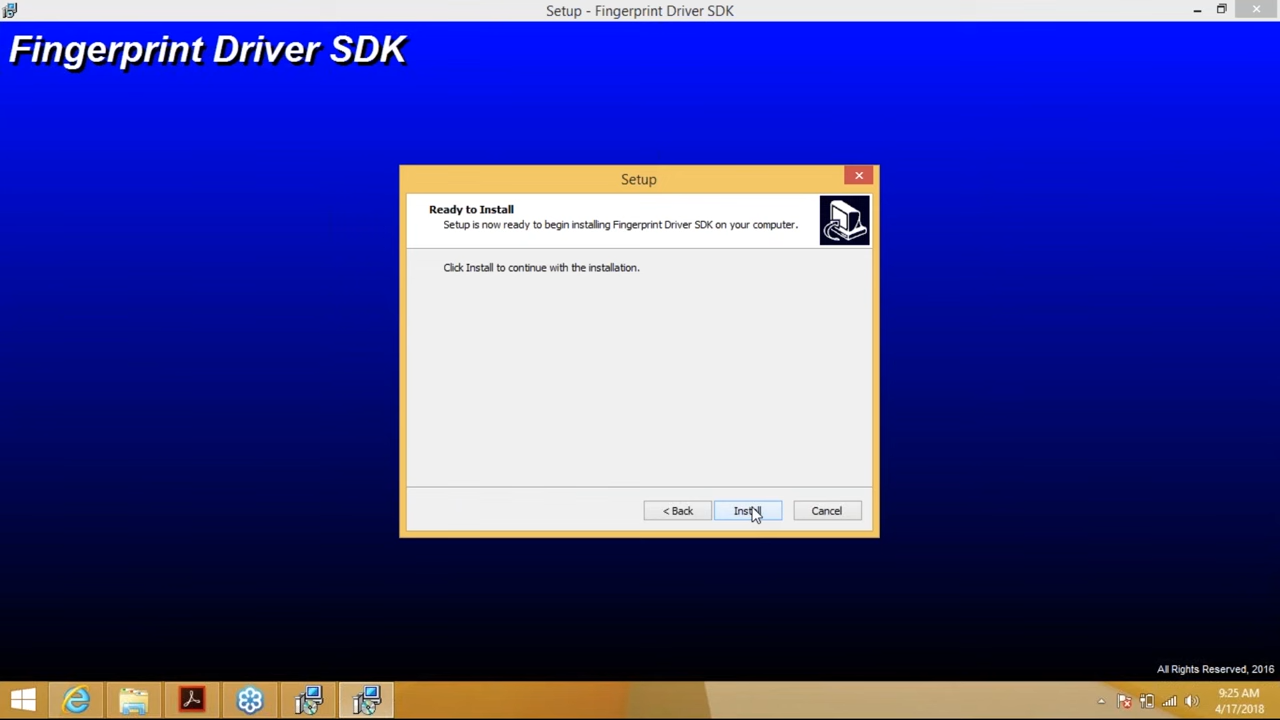 Setup - Fingerprint Driver SDK
Fingerprint Driver SDK
Setup
Ready to Install
Setup is now ready to begin installing Fingerprint Driver SDK on your computer.
Click Install to continue with the installation.
< Back
Install
Cancel
All Rights Reserved, 2016
9:25 AM
4/17/2018